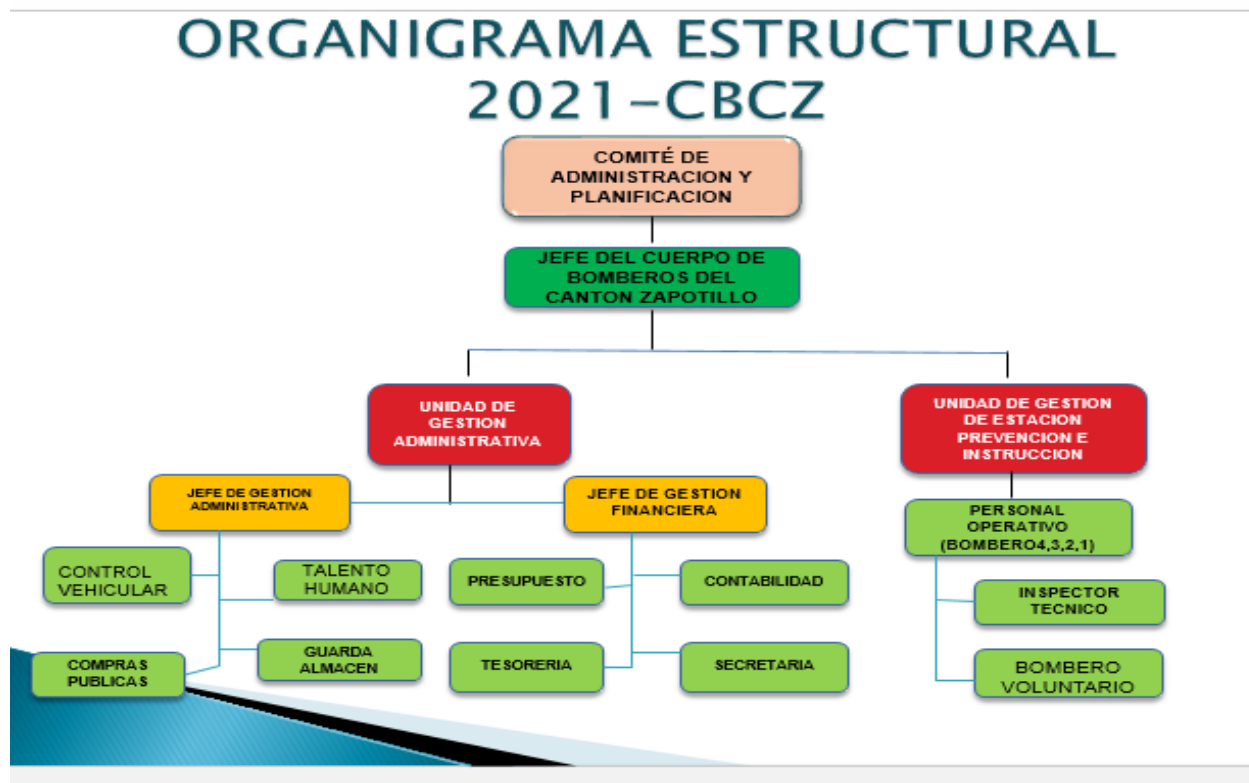 ORGANIGRAMA ESTRUCTURAL
2021-CBCZ
COMITÉ DE
ADMINISTRACION Y
PLANIFICACION
JEFE DEL CUERPO DE
BOMBEROS DEL
CANTON ZAPOTILLO
UNIDAD DE
GESTION
ADMINISTRATIVA
UNIDAD DE GESTION
DE ESTACION
PREVENCION E
INSTRUCCION
JEFE DE GESTION
ADMINISTRATIVA
JEFE DE GESTION
FINANCIERA
PERSONAL
OPERATIVO
(BOMBERO4,3,2,1)
CONTROL
VEHICULAR
TALENTO
HUMANO
PRESUPUESTO
CONTABILIDAD
INSPECTOR
TECNICO
COMPRAS
PUBLICAS
GUARDA
ALMACEN
TESORERIA
SECRETARIA
BOMBERO
VOLUNTARIO